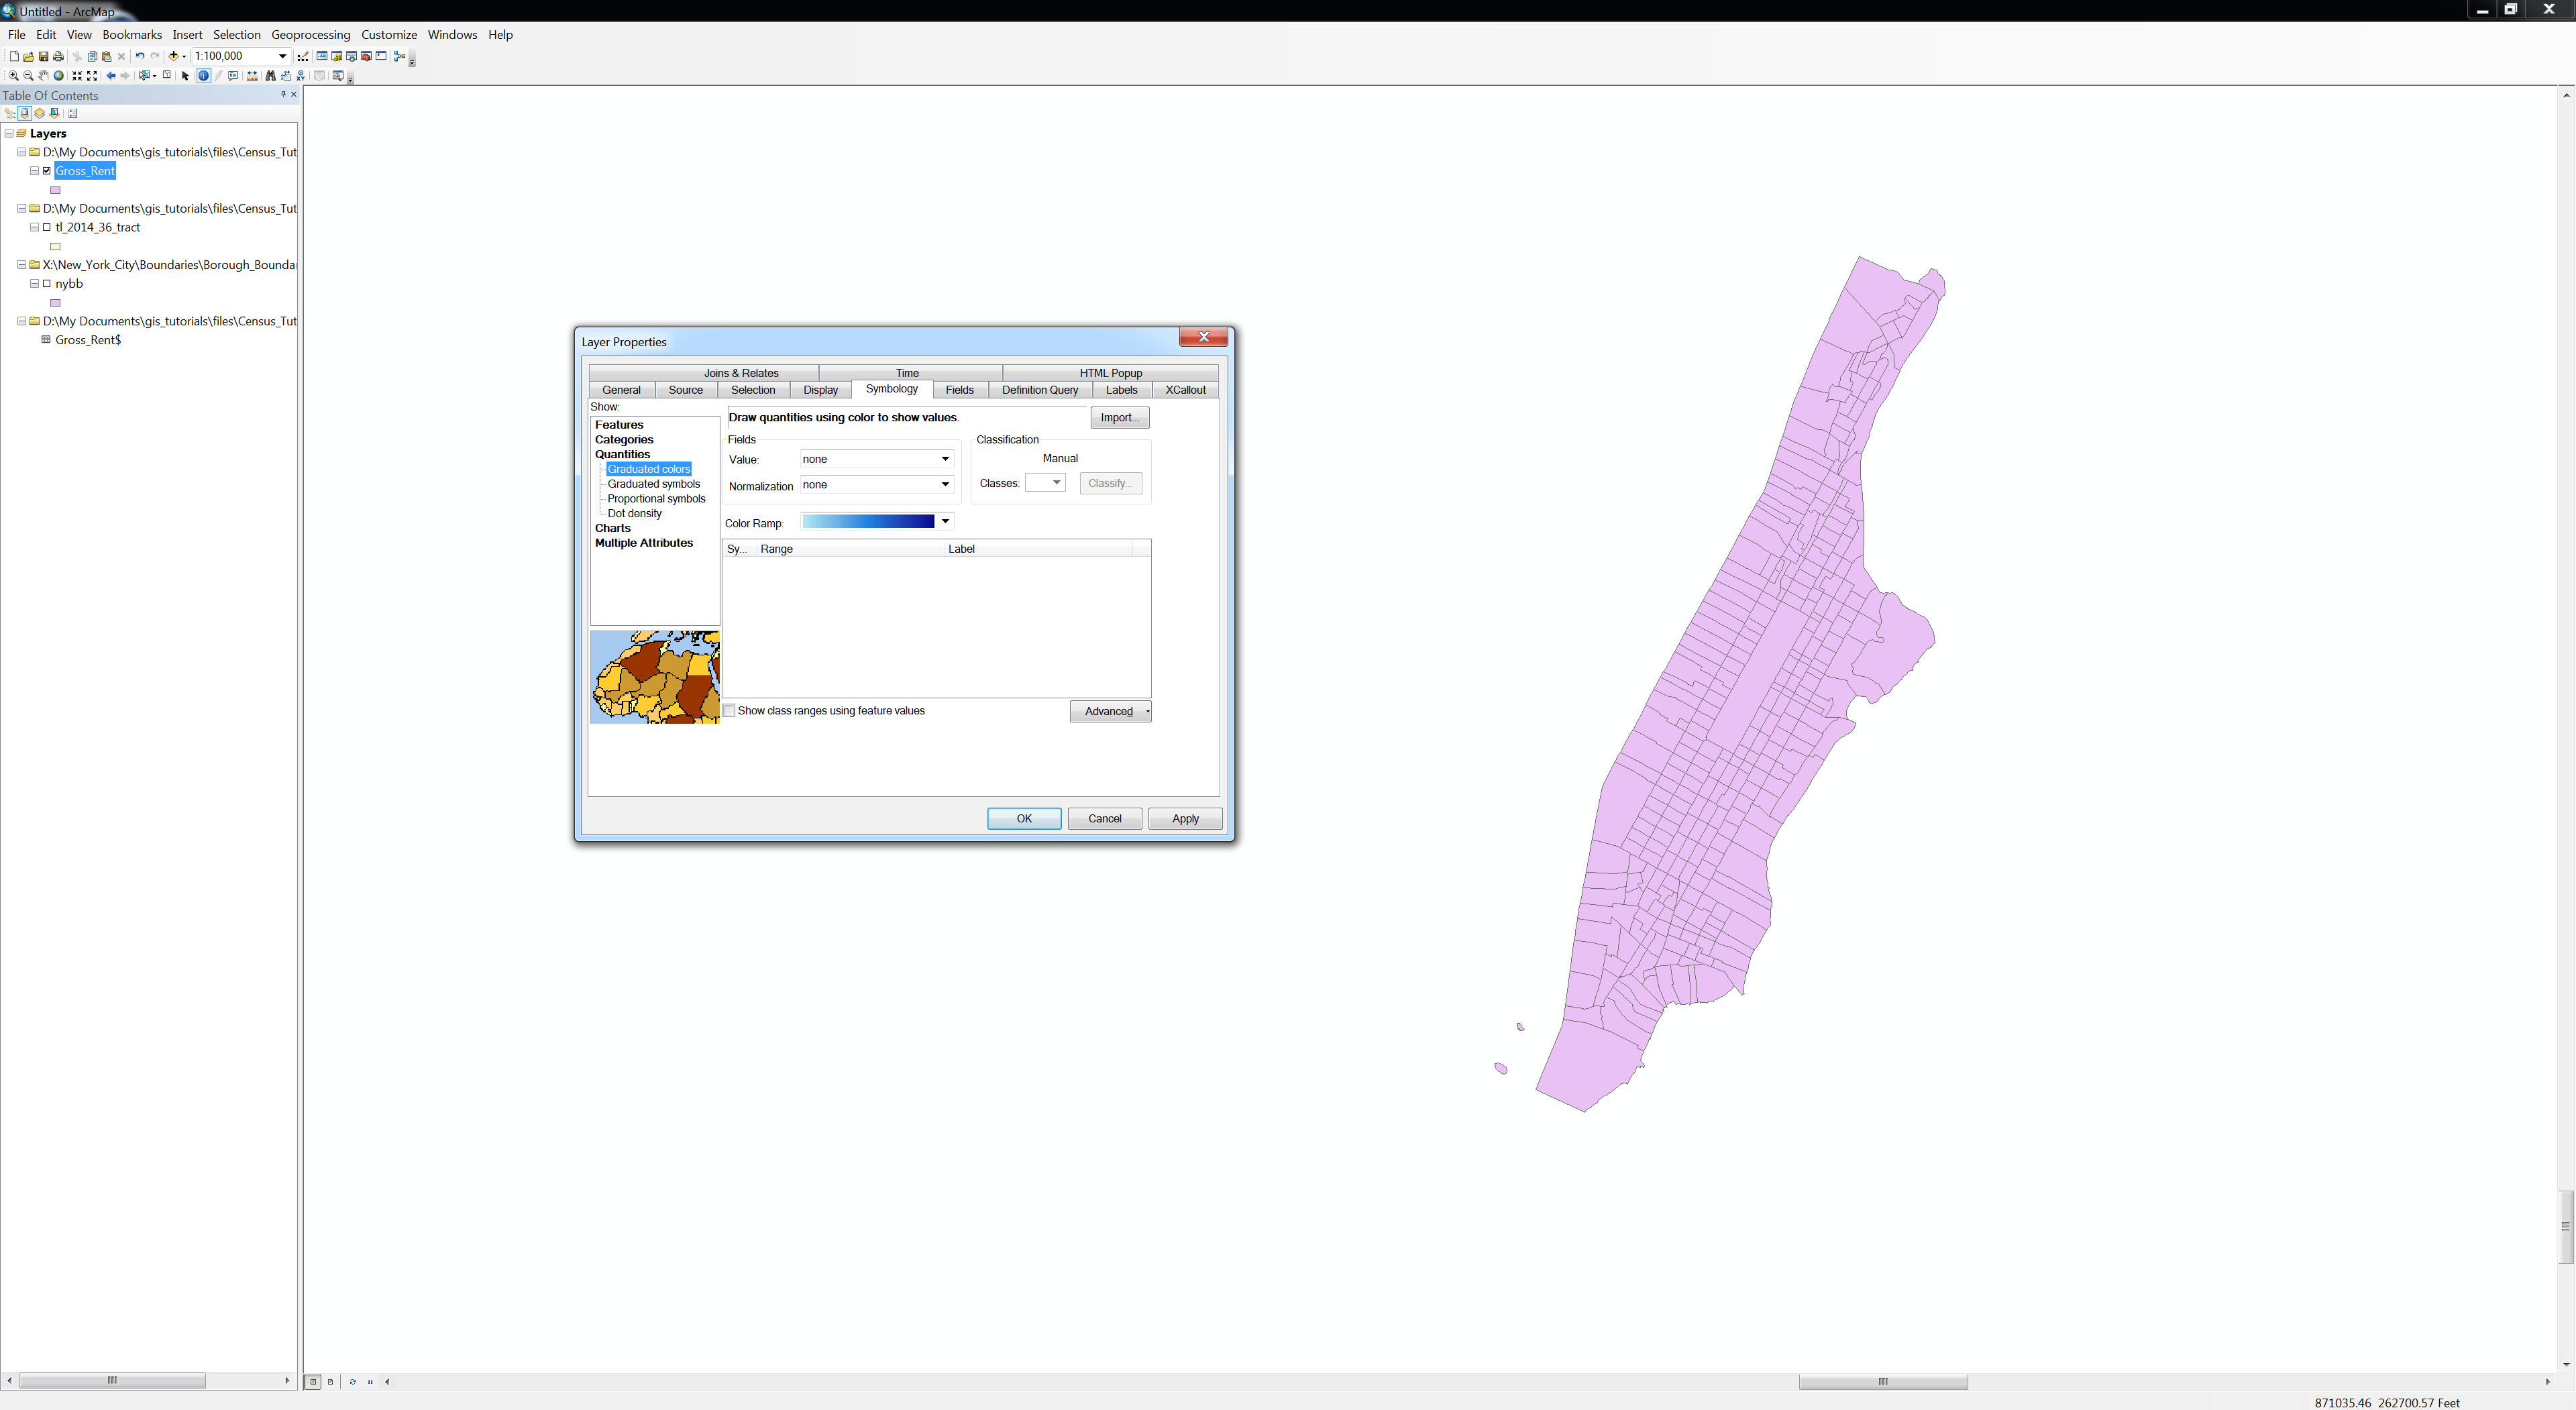 Untitled - ArcMap
File Edit View Bookmarks Insert Selection Geoprocessing Customize Windows Help
1:100,000
Table Of Contents
Layers
D:\My Documents\gis_tutorials\files\Census_Tut
Gross_Rent
D:\My Documents\gis_tutorials\files\Census_Tut
tl_2014_36_tract
X:\New_York_City\Boundaries\Borough_Bounda
nybb
D:\My Documents\gis_tutorials\files\Census_Tut
Gross_Rent$
Layer Properties
Joins & Relates Time HTML Popup
General Source Selection Display Symbology Fields Definition Query Labels XCallout
Show:
Features
Categories
Quantities
Graduated colors
Graduated symbols
Proportional symbols
Dot density
Charts
Multiple Attributes
Draw quantities using color to show values.
Import...
Fields
Value: none
Normalization none
Classification
Manual
Classes: Classify...
Color Ramp:
Sy... Range Label
Show class ranges using feature values
Advanced
OK Cancel Apply
871035.46 262700.57 Feet